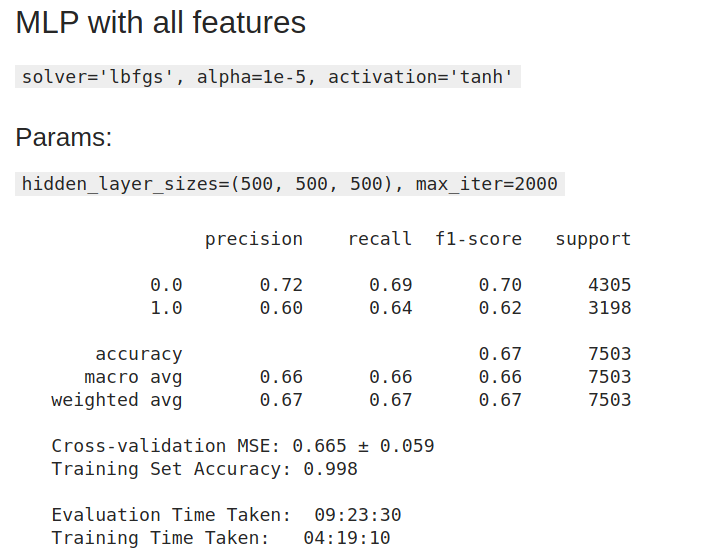 MLP with all features
solver='lbfgs', alpha=1e-5, activation='tanh'
Params:
hidden_layer_sizes=(500, 500, 500), max_iter=2000
precision recall f1-score support
0.0 0.72 0.69 0.70 4305
1.0 0.60 0.64 0.62 3198
accuracy 0.67 7503
macro avg 0.66 0.66 0.66 7503
weighted avg 0.67 0.67 0.67 7503
Cross-validation MSE: 0.665 ± 0.059
Training Set Accuracy: 0.998
Evaluation Time Taken: 09:23:30
Training Time Taken: 04:19:10